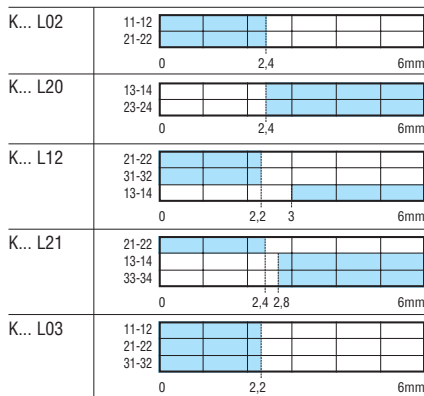 K... L02
11-12
21-22
0 2,4 6mm
K... L20
13-14
23-24
0 2,4 6mm
K... L12
21-22
31-32
13-14
0 2,2 3 6mm
K... L21
21-22
13-14
33-34
0 2,4 2,8 6mm
K... L03
11-12
21-22
31-32
0 2,2 6mm